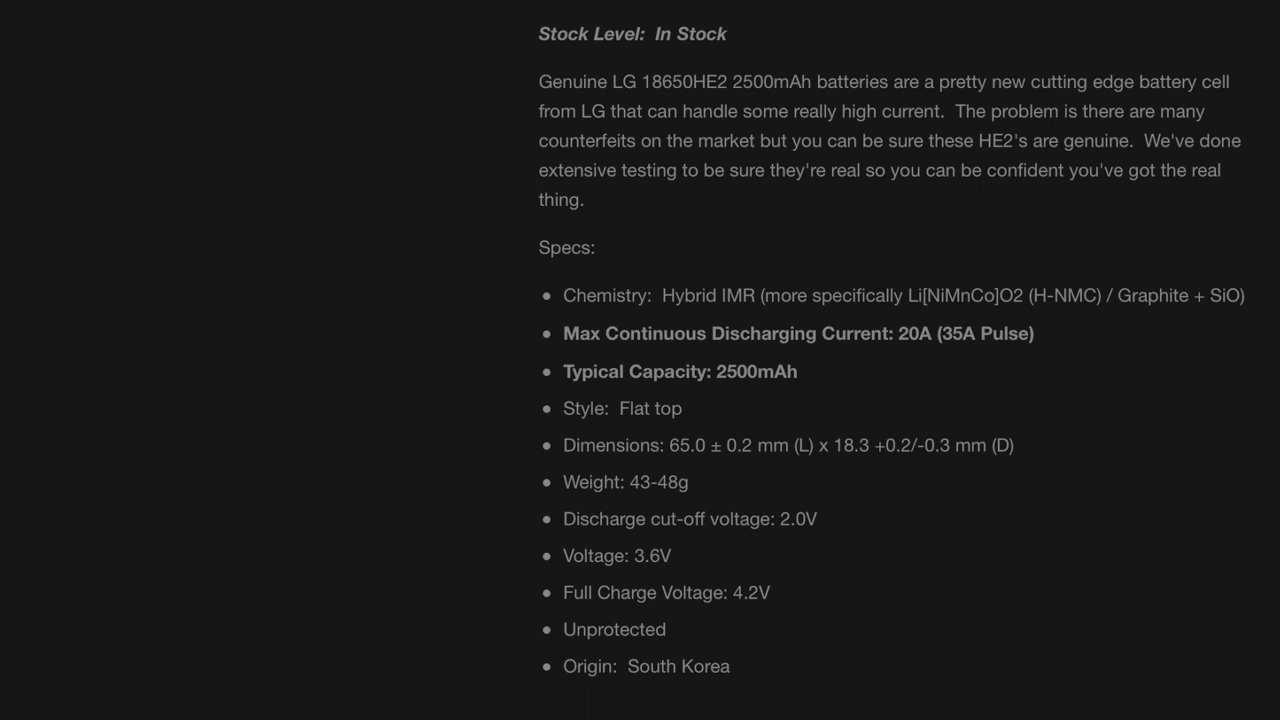 Stock Level:  In Stock
Genuine LG 18650HE2 2500mAh batteries are a pretty new cutting edge battery cell
from LG that can handle some really high current.  The problem is there are many
counterfeits on the market but you can be sure these HE2's are genuine.  We've done
extensive testing to be sure they're real so you can be confident you've got the real
thing.
Specs:
• Chemistry:  Hybrid IMR (more specifically Li[NiMnCo]O2 (H-NMC) / Graphite + SiO)
• Max Continuous Discharging Current: 20A (35A Pulse)
• Typical Capacity: 2500mAh
• Style:  Flat top
• Dimensions: 65.0 ± 0.2 mm (L) x 18.3 +0.2/-0.3 mm (D)
• Weight: 43-48g
• Discharge cut-off voltage: 2.0V
• Voltage: 3.6V
• Full Charge Voltage: 4.2V
• Unprotected
• Origin:  South Korea